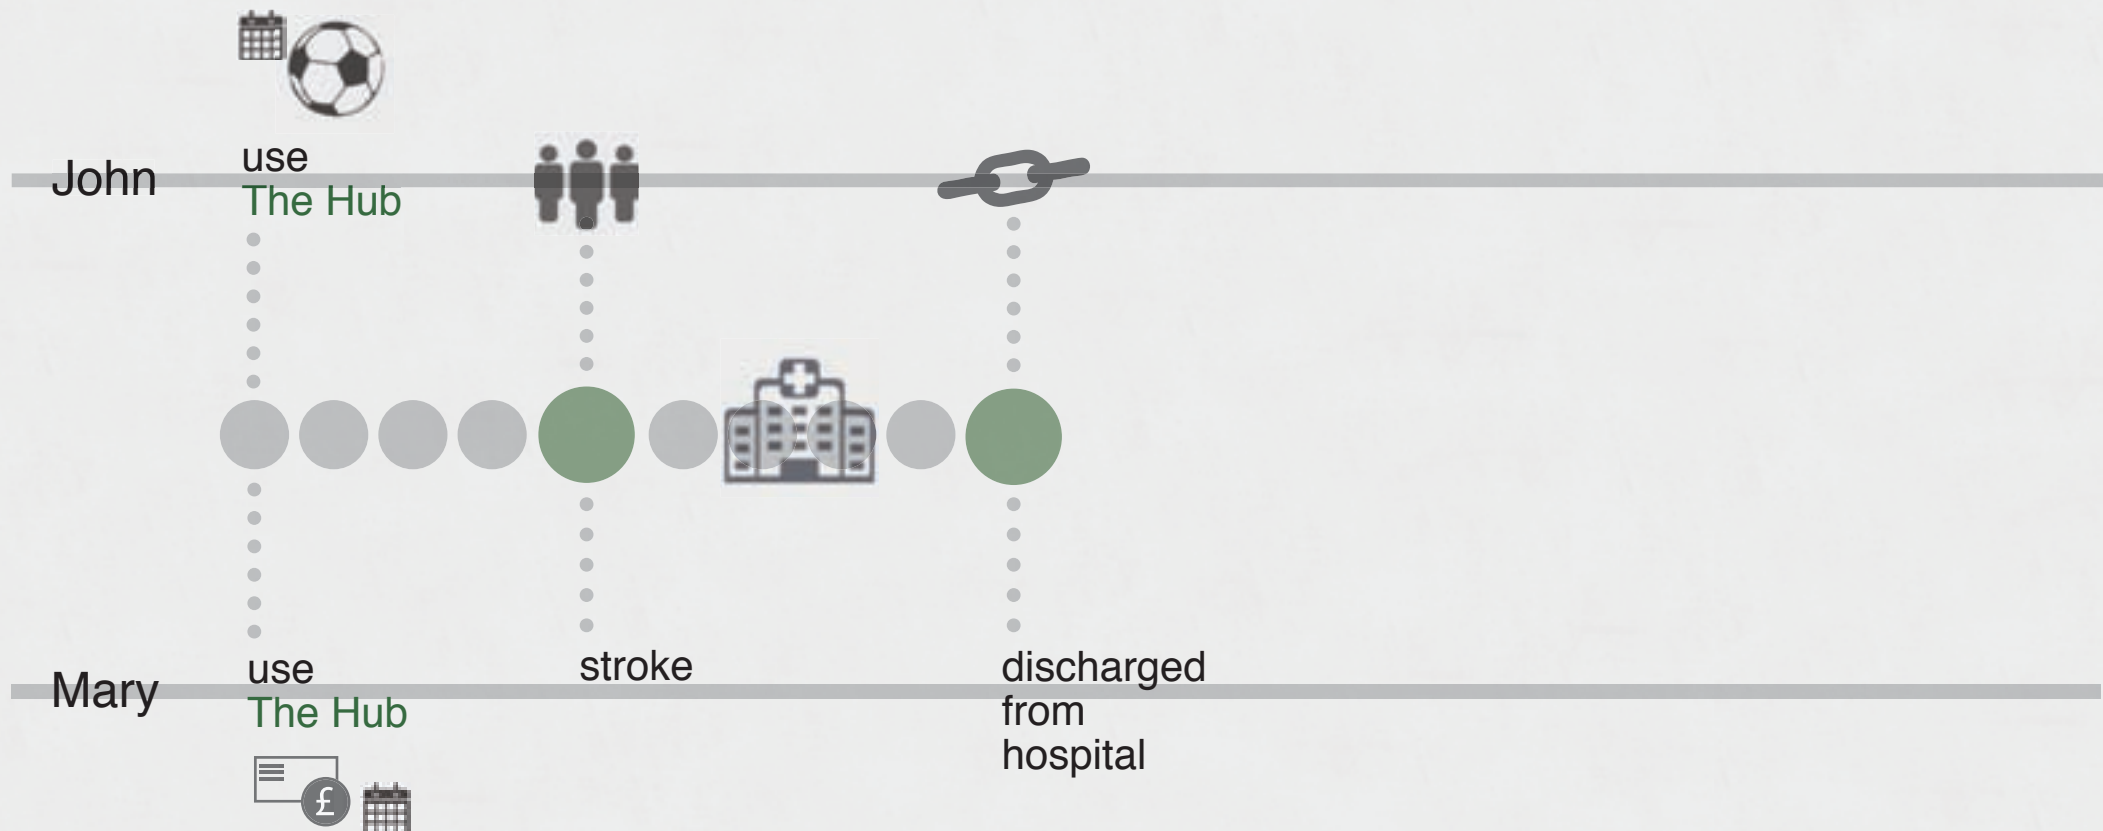 John
use
The Hub
Mary
use
The Hub
stroke
discharged
from
hospital
£